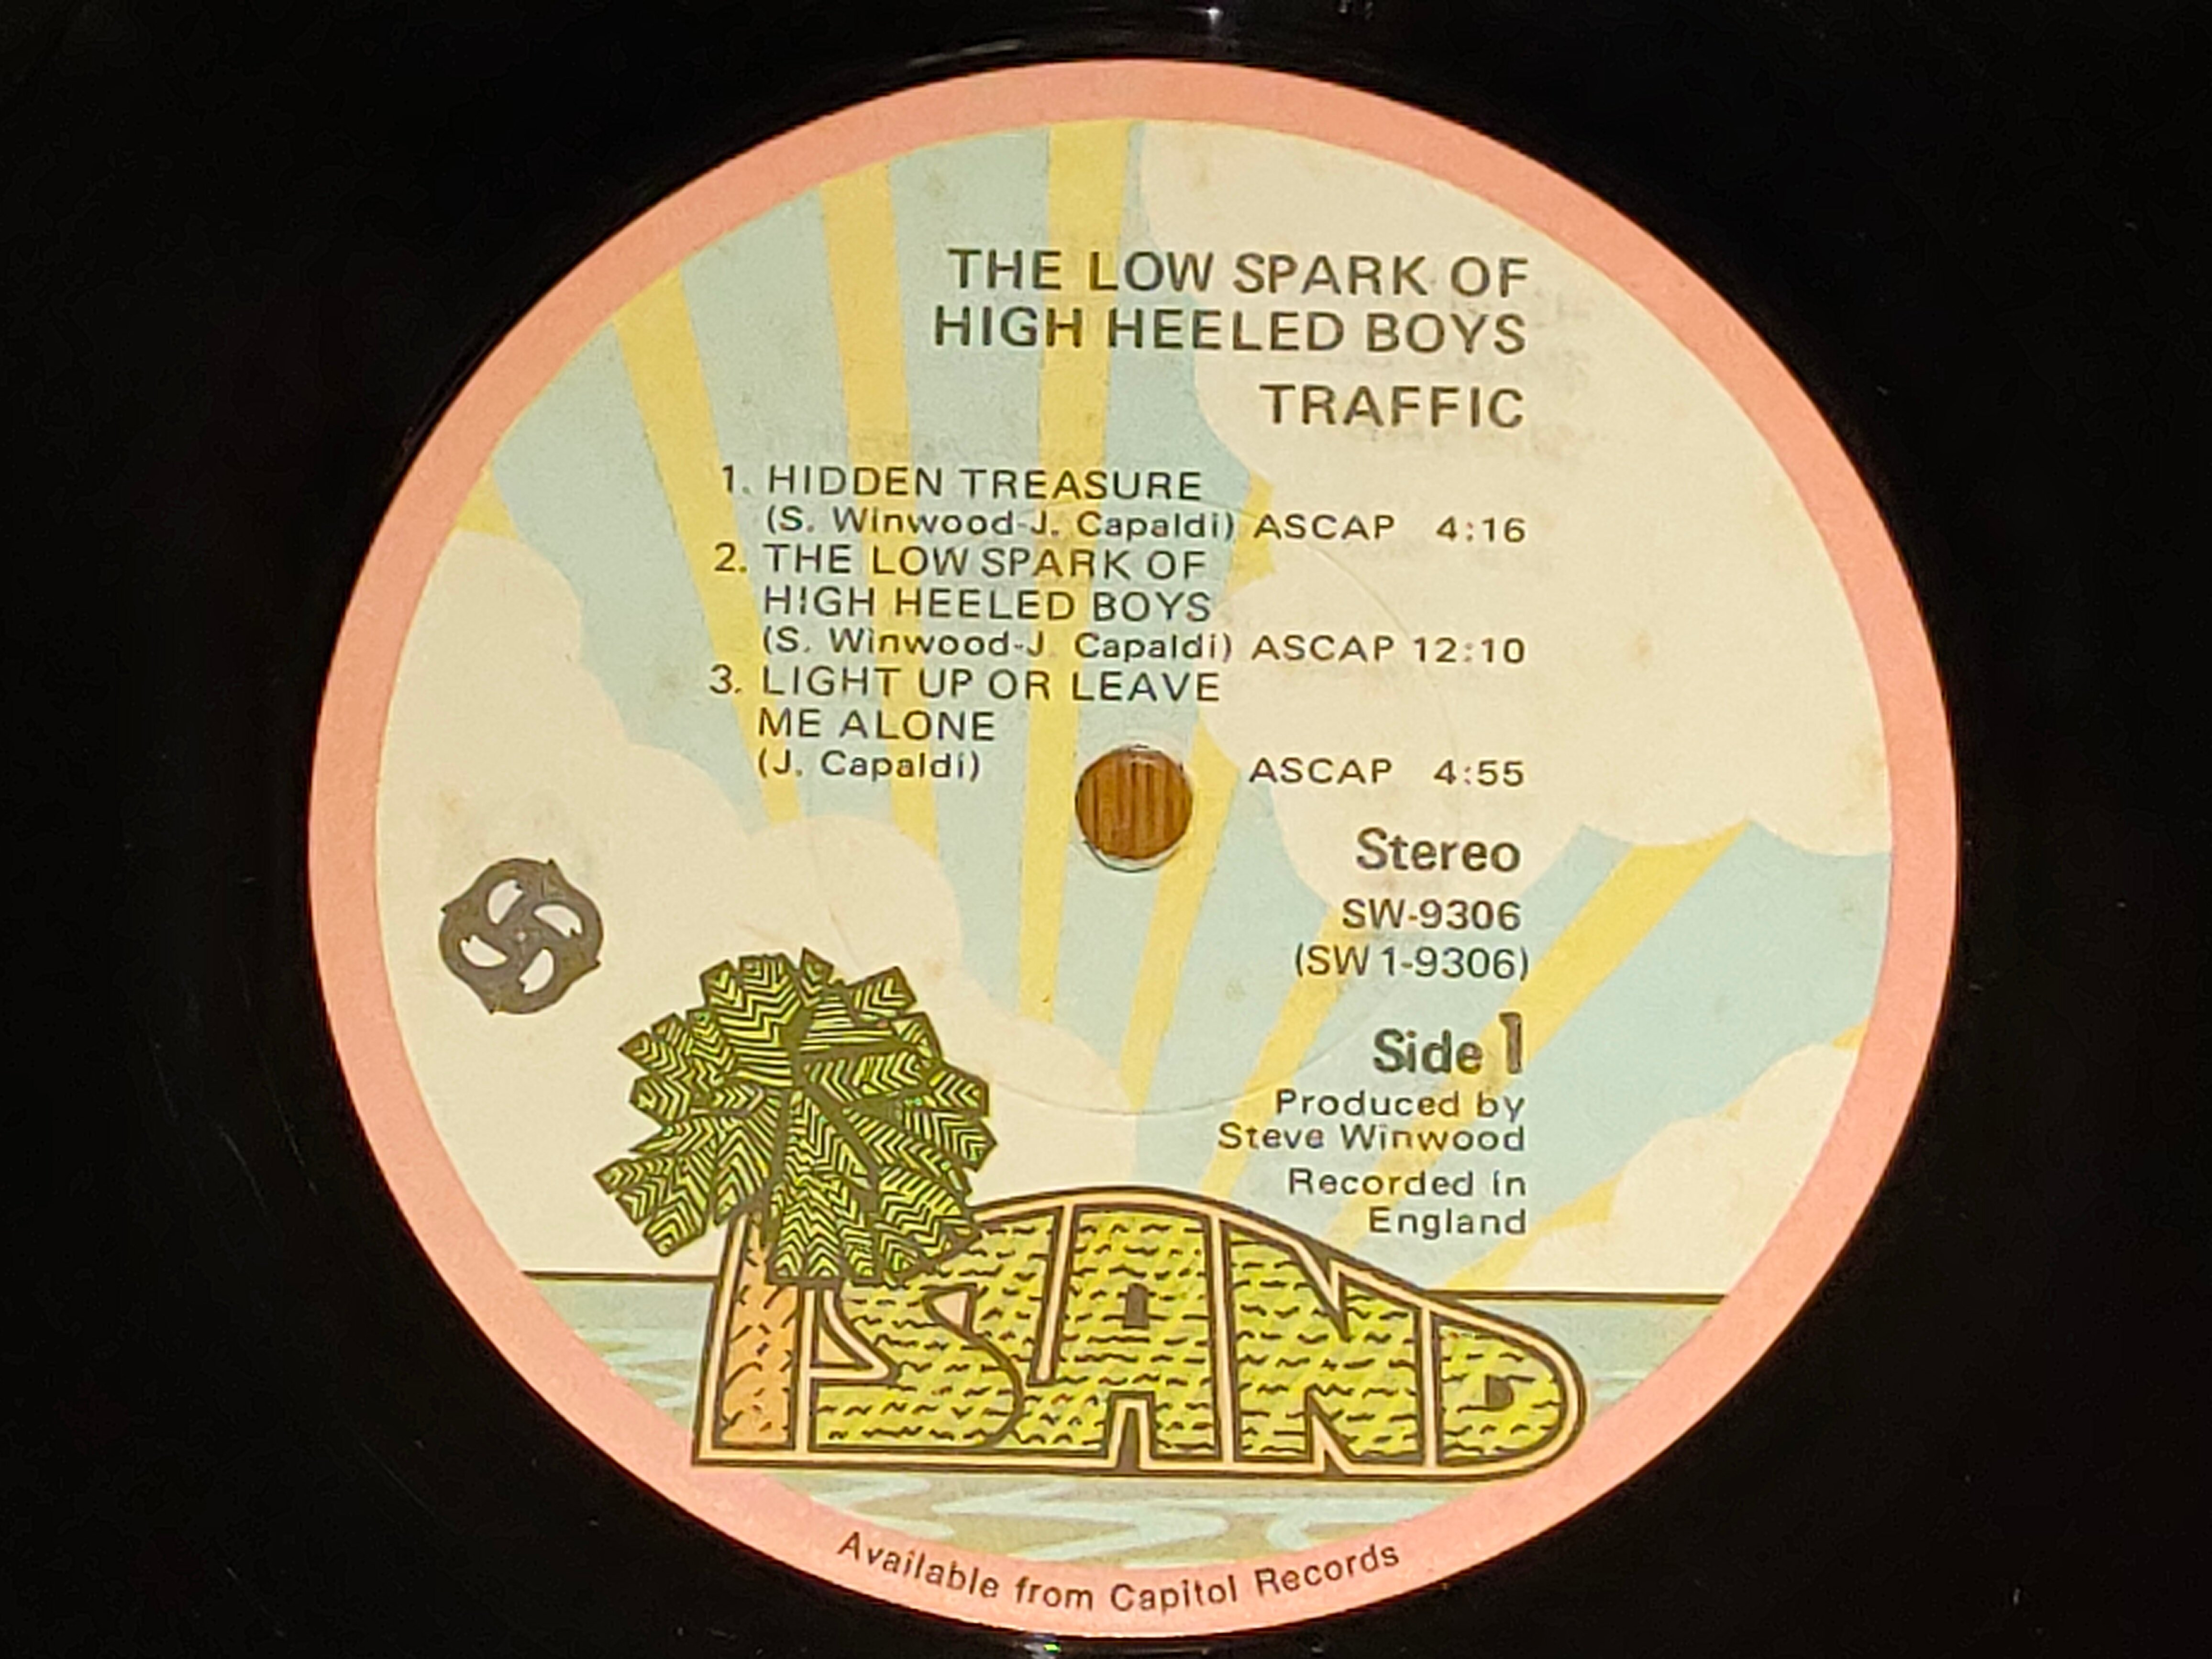 THE LOW SPARK OF
HIGH HEELED BOYS
TRAFFIC
1. HIDDEN TREASURE
(S. Winwood-J. Capaldi) ASCAP 4:16
2. THE LOW SPARK OF
HIGH HEELED BOYS
(S. Winwood-J. Capaldi) ASCAP 12:10
3. LIGHT UP OR LEAVE
ME ALONE
(J. Capaldi) ASCAP 4:55
Stereo
SW-9306
(SW 1-9306)
Side 1
Produced by
Steve Winwood
Recorded in
England
ISLAND
Available from Capitol Records